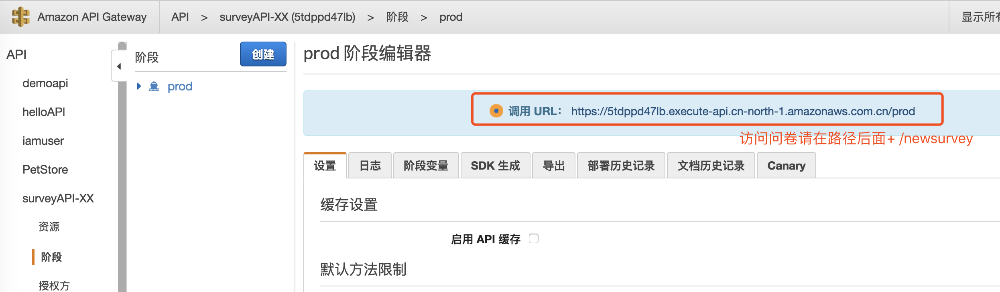 Amazon API Gateway
API > surveyAPI-XX (5tdppd47lb) > 阶段 > prod
显示所有
API
demoapi
helloAPI
iamuser
PetStore
surveyAPI-XX
资源
阶段
授权方
阶段
创建
prod
prod 阶段编辑器
调用 URL： https://5tdppd47lb.execute-api.cn-north-1.amazonaws.com.cn/prod
访问问卷请在路径后面+ /newsurvey
设置 日志 阶段变量 SDK 生成 导出 部署历史记录 文档历史记录 Canary
缓存设置
启用 API 缓存
默认方法限制